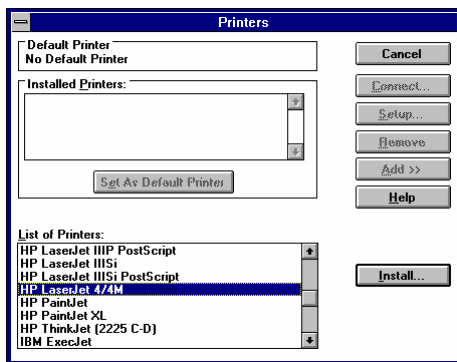 Printers
Default Printer
No Default Printer
Installed Printers:
Set As Default Printer
Cancel
Connect...
Setup...
Remove
Add >>
Help
List of Printers:
HP LaserJet IIIP PostScript
HP LaserJet IIISi
HP LaserJet IIISi PostScript
HP LaserJet 4/4M
HP PaintJet
HP PaintJet XL
HP ThinkJet (2225 C-D)
IBM ExecJet
Install...